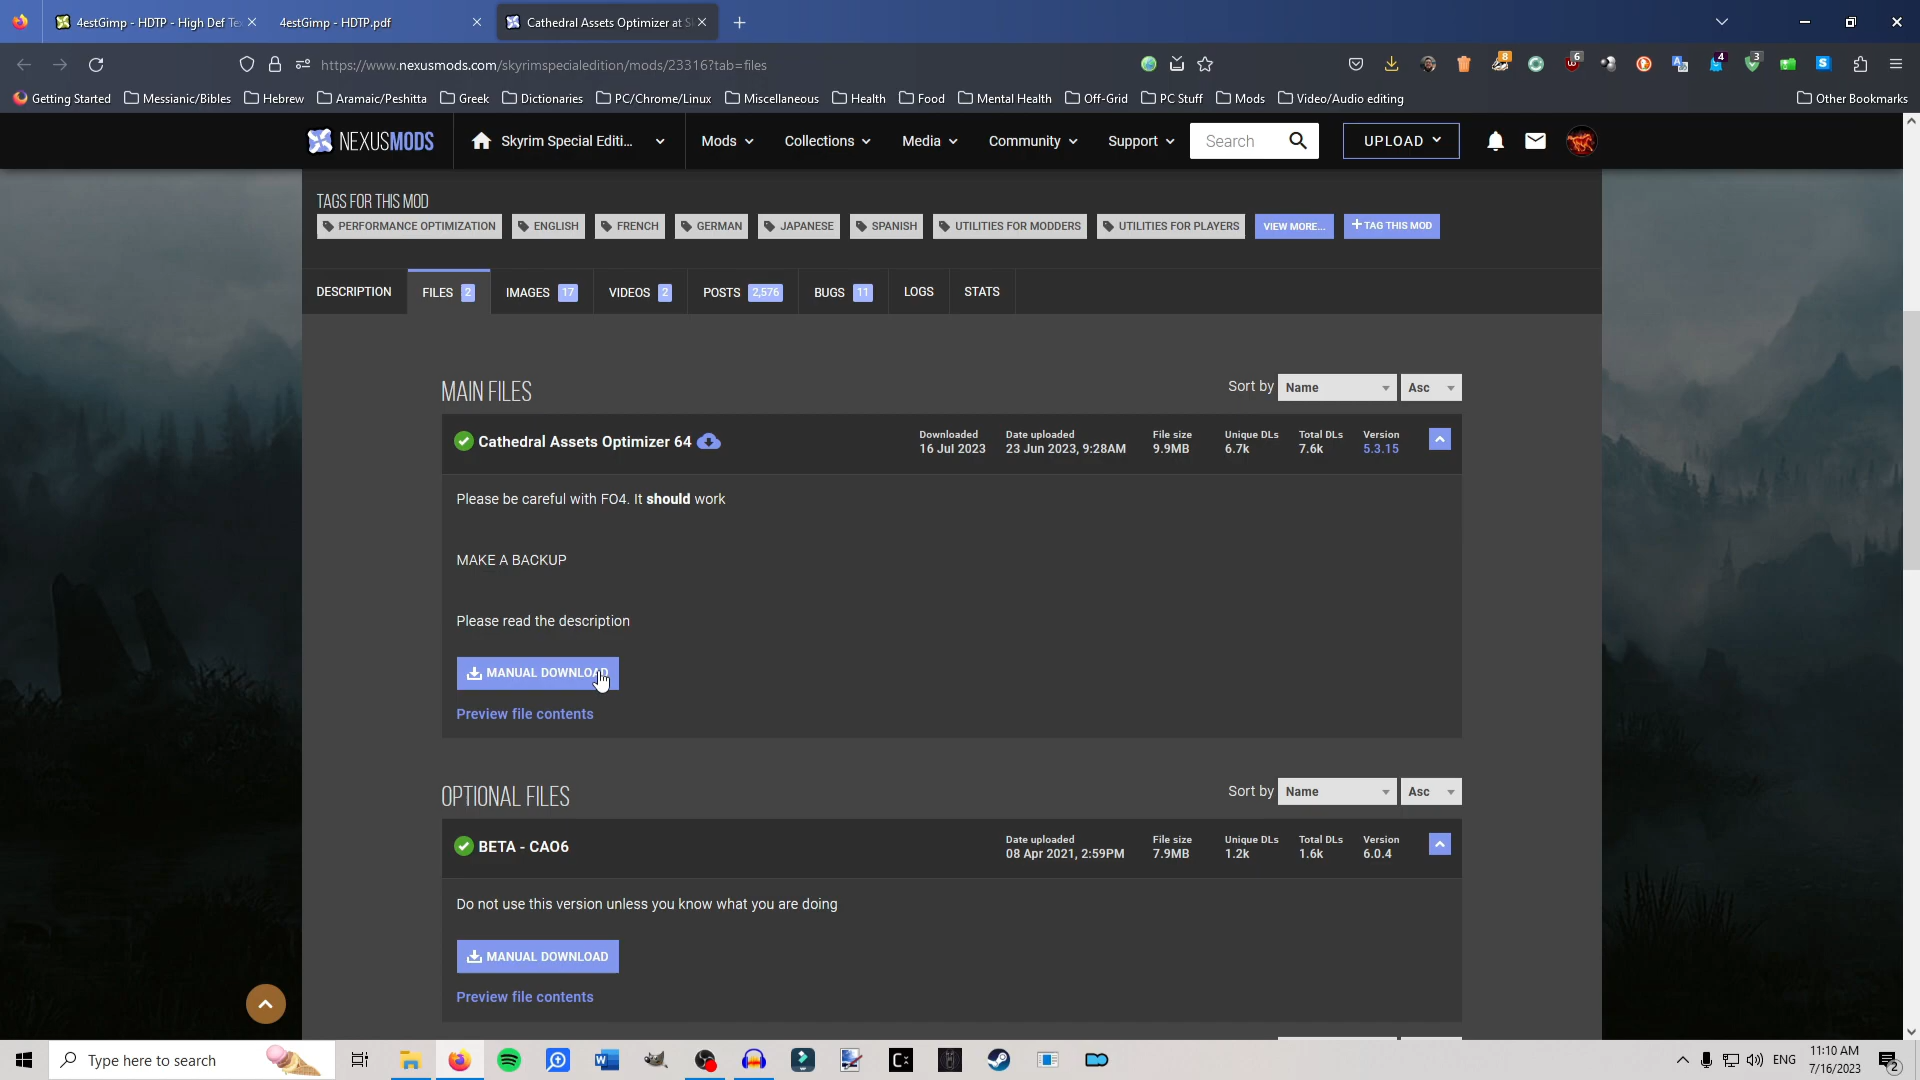 4estGimp - HDTP - High Def Te
4estGimp - HDTP.pdf
Cathedral Assets Optimizer at S
https://www.nexusmods.com/skyrimspecialedition/mods/23316?tab=files
8
6
4
3
Getting Started
Messianic/Bibles
Hebrew
Aramaic/Peshitta
Greek
Dictionaries
PC/Chrome/Linux
Miscellaneous
Health
Food
Mental Health
Off-Grid
PC Stuff
Mods
Video/Audio editing
Other Bookmarks
NEXUSMODS
Skyrim Special Editi...
Mods
Collections
Media
Community
Support
Search
UPLOAD
TAGS FOR THIS MOD
PERFORMANCE OPTIMIZATION
ENGLISH
FRENCH
GERMAN
JAPANESE
SPANISH
UTILITIES FOR MODDERS
UTILITIES FOR PLAYERS
VIEW MORE...
+ TAG THIS MOD
DESCRIPTION
FILES 2
IMAGES 17
VIDEOS 2
POSTS 2,576
BUGS 11
LOGS
STATS
MAIN FILES
Sort by Name Asc
Cathedral Assets Optimizer 64
Downloaded
16 Jul 2023
Date uploaded
23 Jun 2023, 9:28AM
File size
9.9MB
Unique DLs
6.7k
Total DLs
7.6k
Version
5.3.15
Please be careful with FO4. It should work
MAKE A BACKUP
Please read the description
MANUAL DOWNLOAD
Preview file contents
OPTIONAL FILES
Sort by Name Asc
BETA - CAO6
Date uploaded
08 Apr 2021, 2:59PM
File size
7.9MB
Unique DLs
1.2k
Total DLs
1.6k
Version
6.0.4
Do not use this version unless you know what you are doing
MANUAL DOWNLOAD
Preview file contents
Type here to search
ENG
11:10 AM
7/16/2023
2